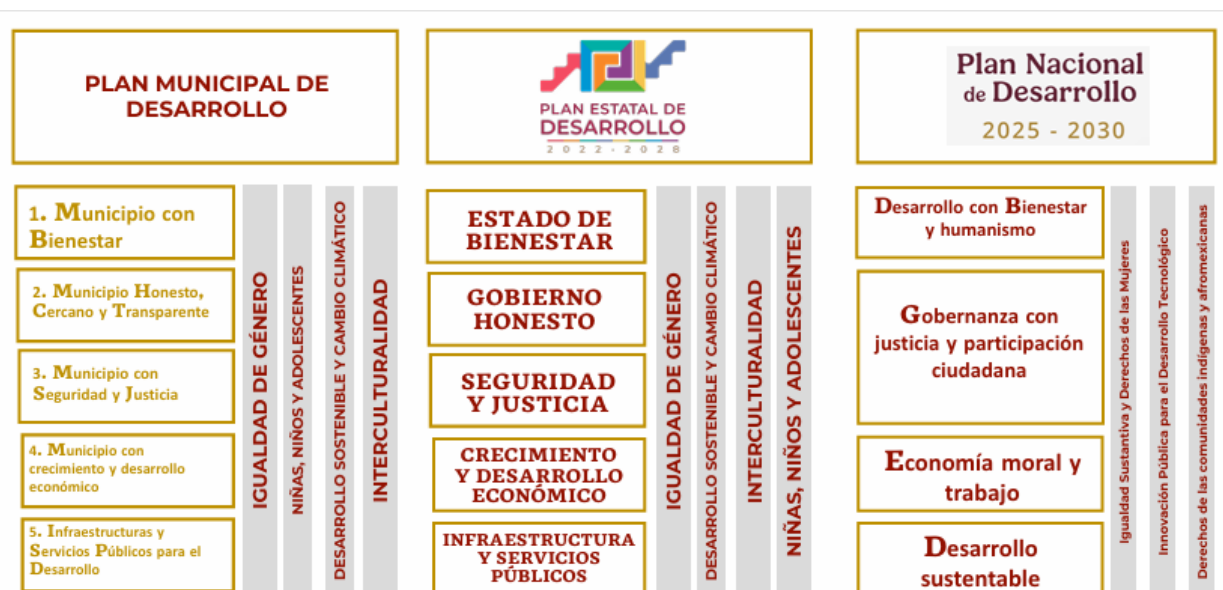 PLAN MUNICIPAL DE
DESARROLLO
1. Municipio con
Bienestar
2. Municipio Honesto,
Cercano y Transparente
3. Municipio con
Seguridad y Justicia
4. Municipio con
crecimiento y desarrollo
económico
5. Infraestructuras y
Servicios Públicos para el
Desarrollo
IGUALDAD DE GÉNERO
NIÑAS, NIÑOS Y ADOLESCENTES
DESARROLLO SOSTENIBLE Y CAMBIO CLIMÁTICO
INTERCULTURALIDAD
PLAN ESTATAL DE
DESARROLLO
2022-2028
ESTADO DE
BIENESTAR
GOBIERNO
HONESTO
SEGURIDAD
Y JUSTICIA
CRECIMIENTO
Y DESARROLLO
ECONÓMICO
INFRAESTRUCTURA
Y SERVICIOS
PÚBLICOS
IGUALDAD DE GÉNERO
DESARROLLO SOSTENIBLE Y CAMBIO CLIMÁTICO
INTERCULTURALIDAD
NIÑAS, NIÑOS Y ADOLESCENTES
Plan Nacional
de Desarrollo
2025 - 2030
Desarrollo con Bienestar
y humanismo
Gobernanza con
justicia y participación
ciudadana
Economía moral y
trabajo
Desarrollo
sustentable
Igualdad Sustantiva y Derechos de las Mujeres
Innovación Pública para el Desarrollo Tecnológico
Derechos de las comunidades indígenas y afromexicanas